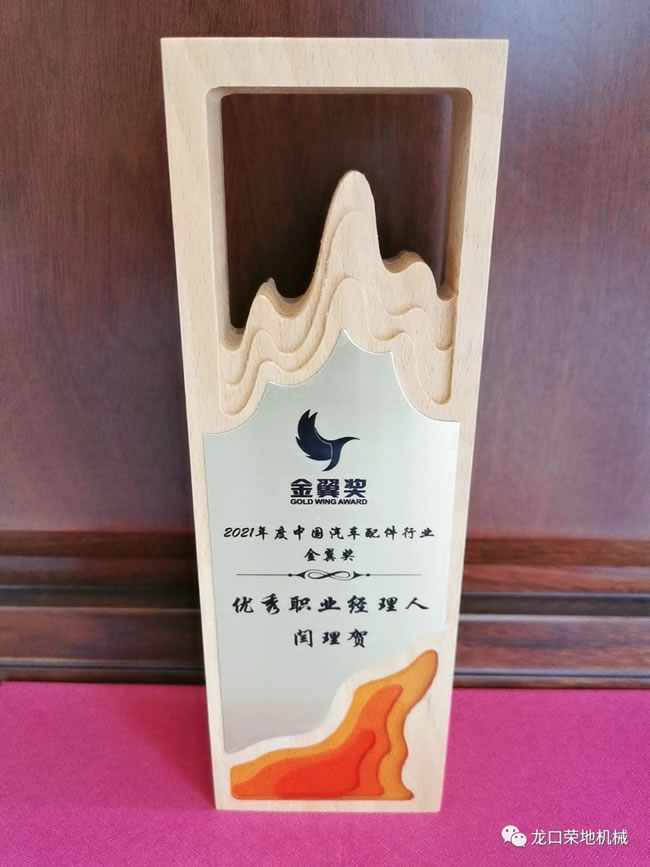 金翼奖
GOLD WING AWARD
2021年度中国汽车配件行业
金翼奖
优秀职业经理人
闫理贺
龙口荣地机械